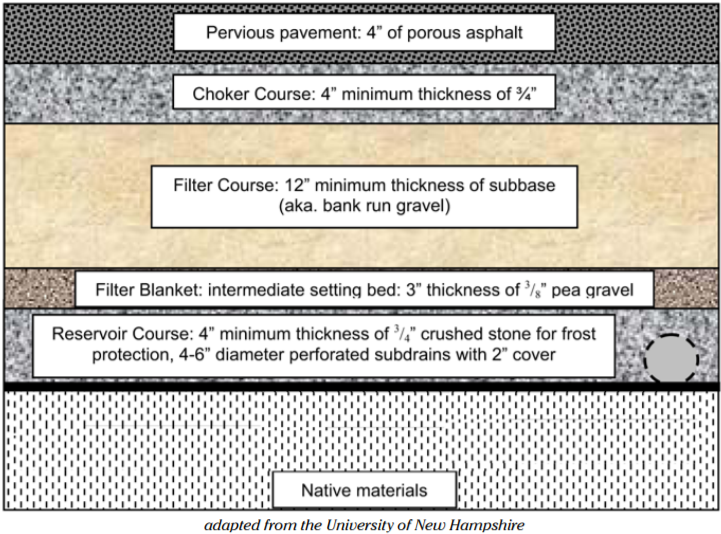 Pervious pavement: 4” of porous asphalt
Choker Course: 4” minimum thickness of ¾”
Filter Course: 12” minimum thickness of subbase
(aka. bank run gravel)
Filter Blanket: intermediate setting bed: 3” thickness of 3/8” pea gravel
Reservoir Course: 4” minimum thickness of 3/4” crushed stone for frost
protection, 4-6” diameter perforated subdrains with 2” cover
Native materials
adapted from the University of New Hampshire